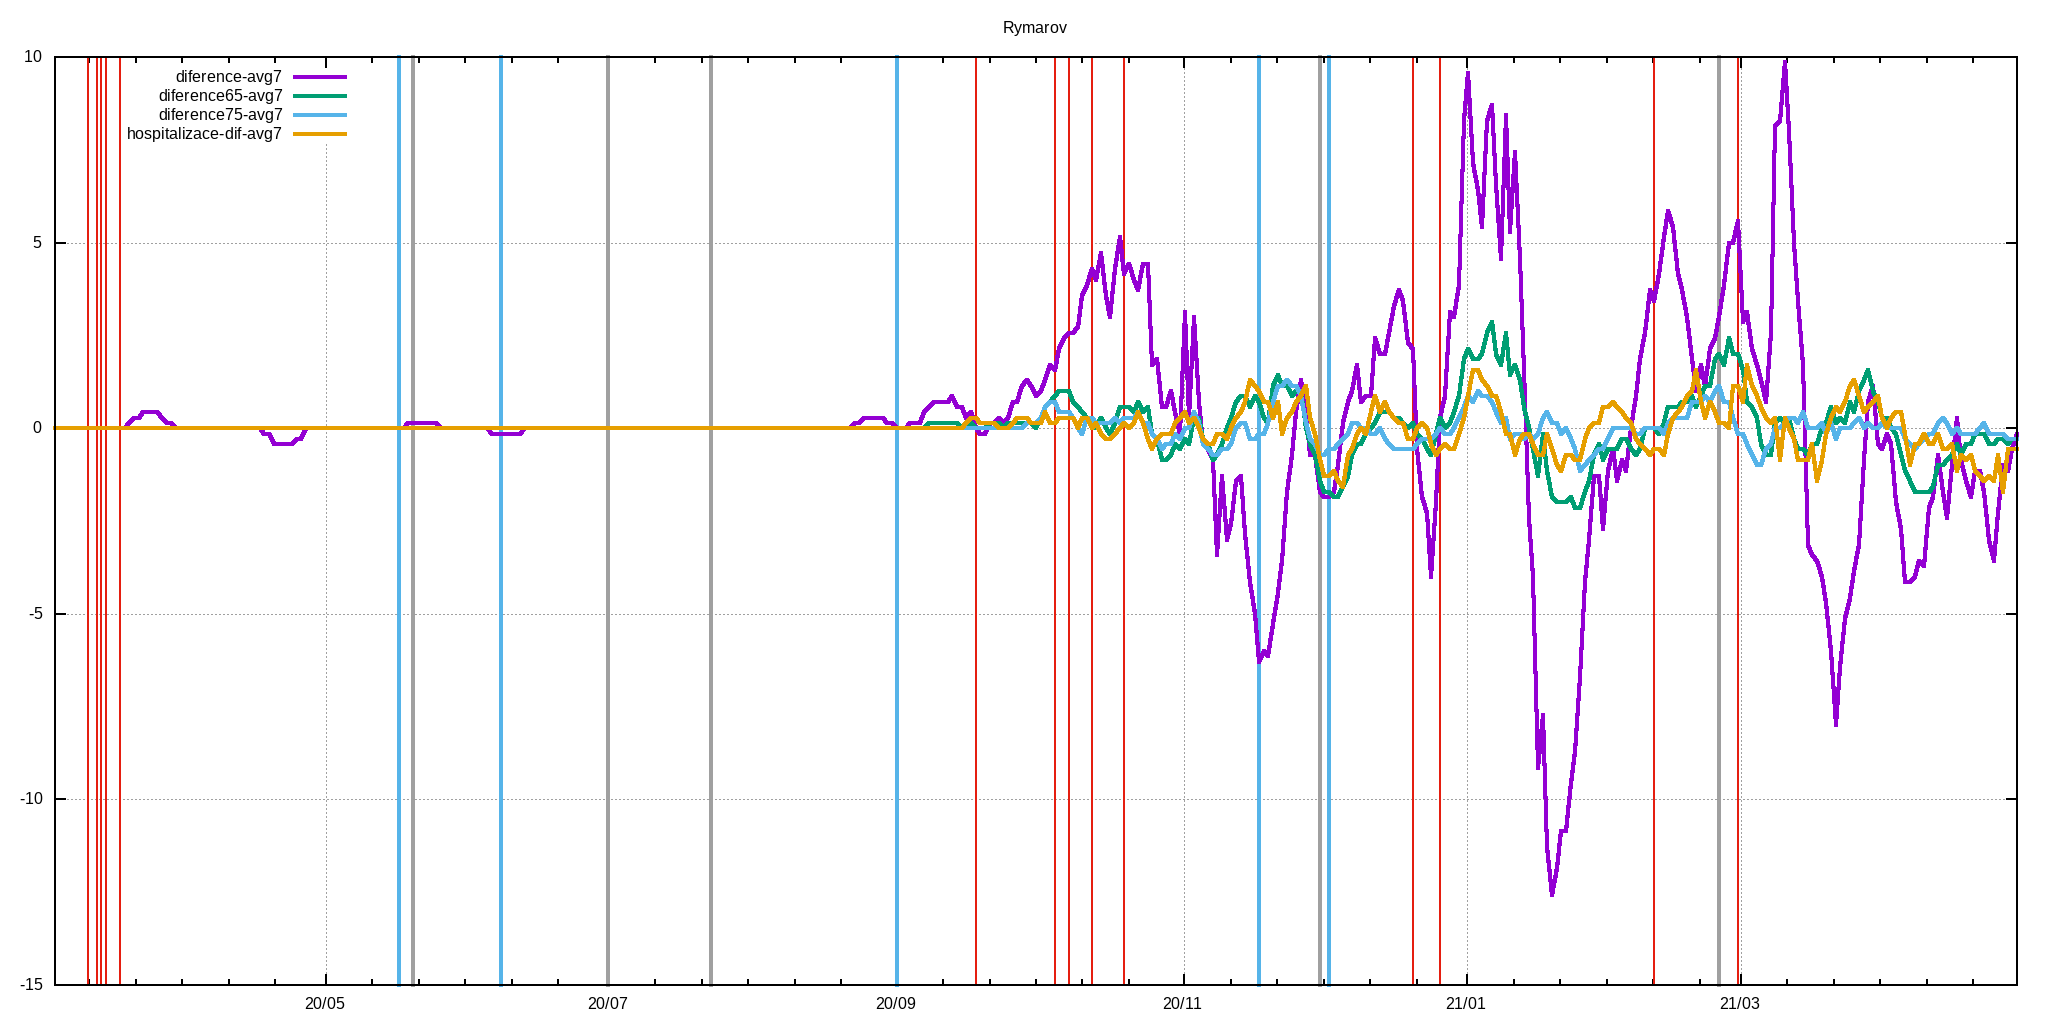 Rymarov
10
diference-avg7
diference65-avg7
diference75-avg7
hospitalizace-dif-avg7
5
0
-5
-10
-15
20/05
20/07
20/09
20/11
21/01
21/03